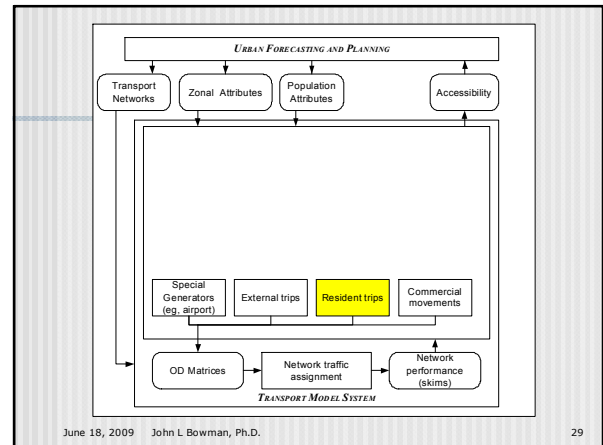 URBAN FORECASTING AND PLANNING
Transport
Networks
Zonal Attributes
Population
Attributes
Accessibility
Special
Generators
(eg, airport)
External trips
Resident trips
Commercial
movements
OD Matrices
Network traffic
assignment
Network
performance
(skims)
TRANSPORT MODEL SYSTEM
June 18, 2009 John L Bowman, Ph.D. 29